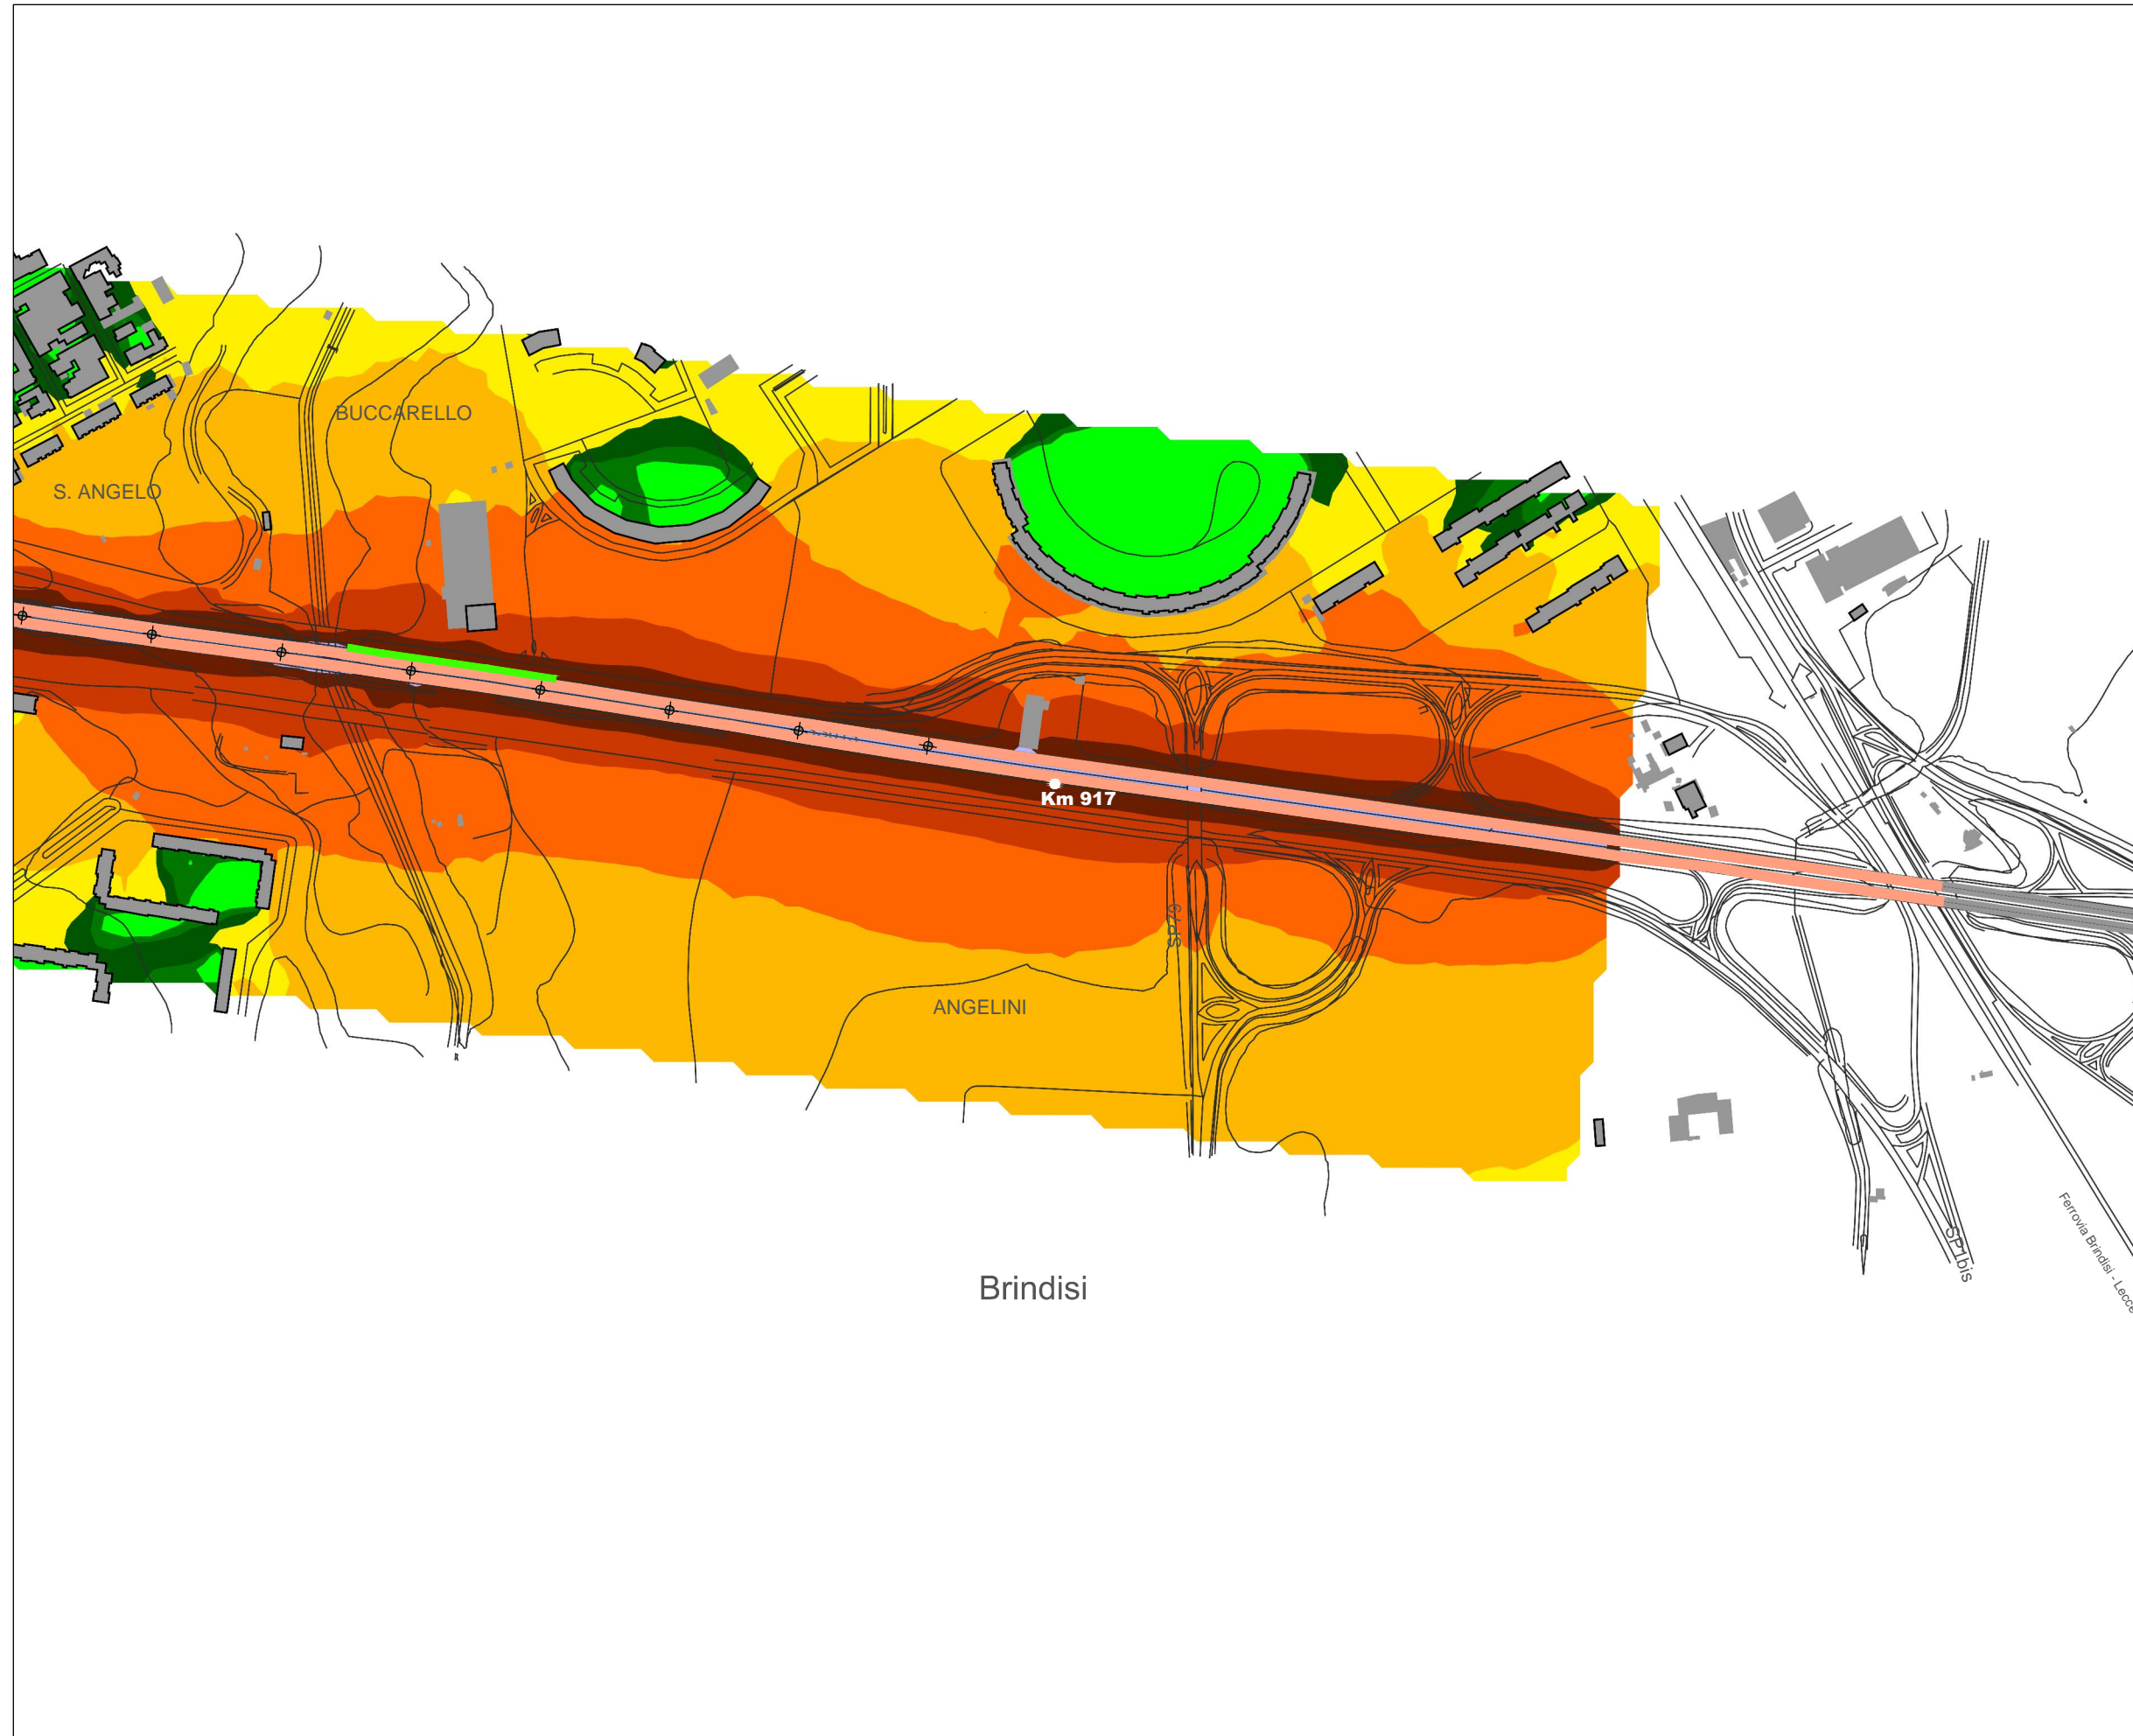 BUCCARELLO
S. ANGELO
Km 917
SP79
ANGELINI
SP1bis
Ferrovia Brindisi - Lecce
Brindisi